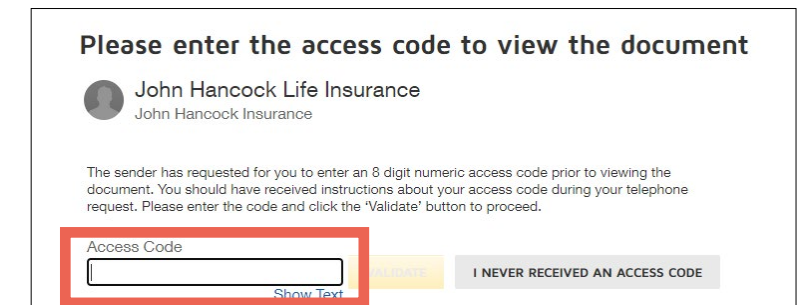 Please enter the access code to view the document
John Hancock Life Insurance
John Hancock Insurance
The sender has requested for you to enter an 8 digit numeric access code prior to viewing the
document. You should have received instructions about your access code during your telephone
request. Please enter the code and click the ‘Validate’ button to proceed.
Access Code
VALIDATE
I NEVER RECEIVED AN ACCESS CODE
Show Text